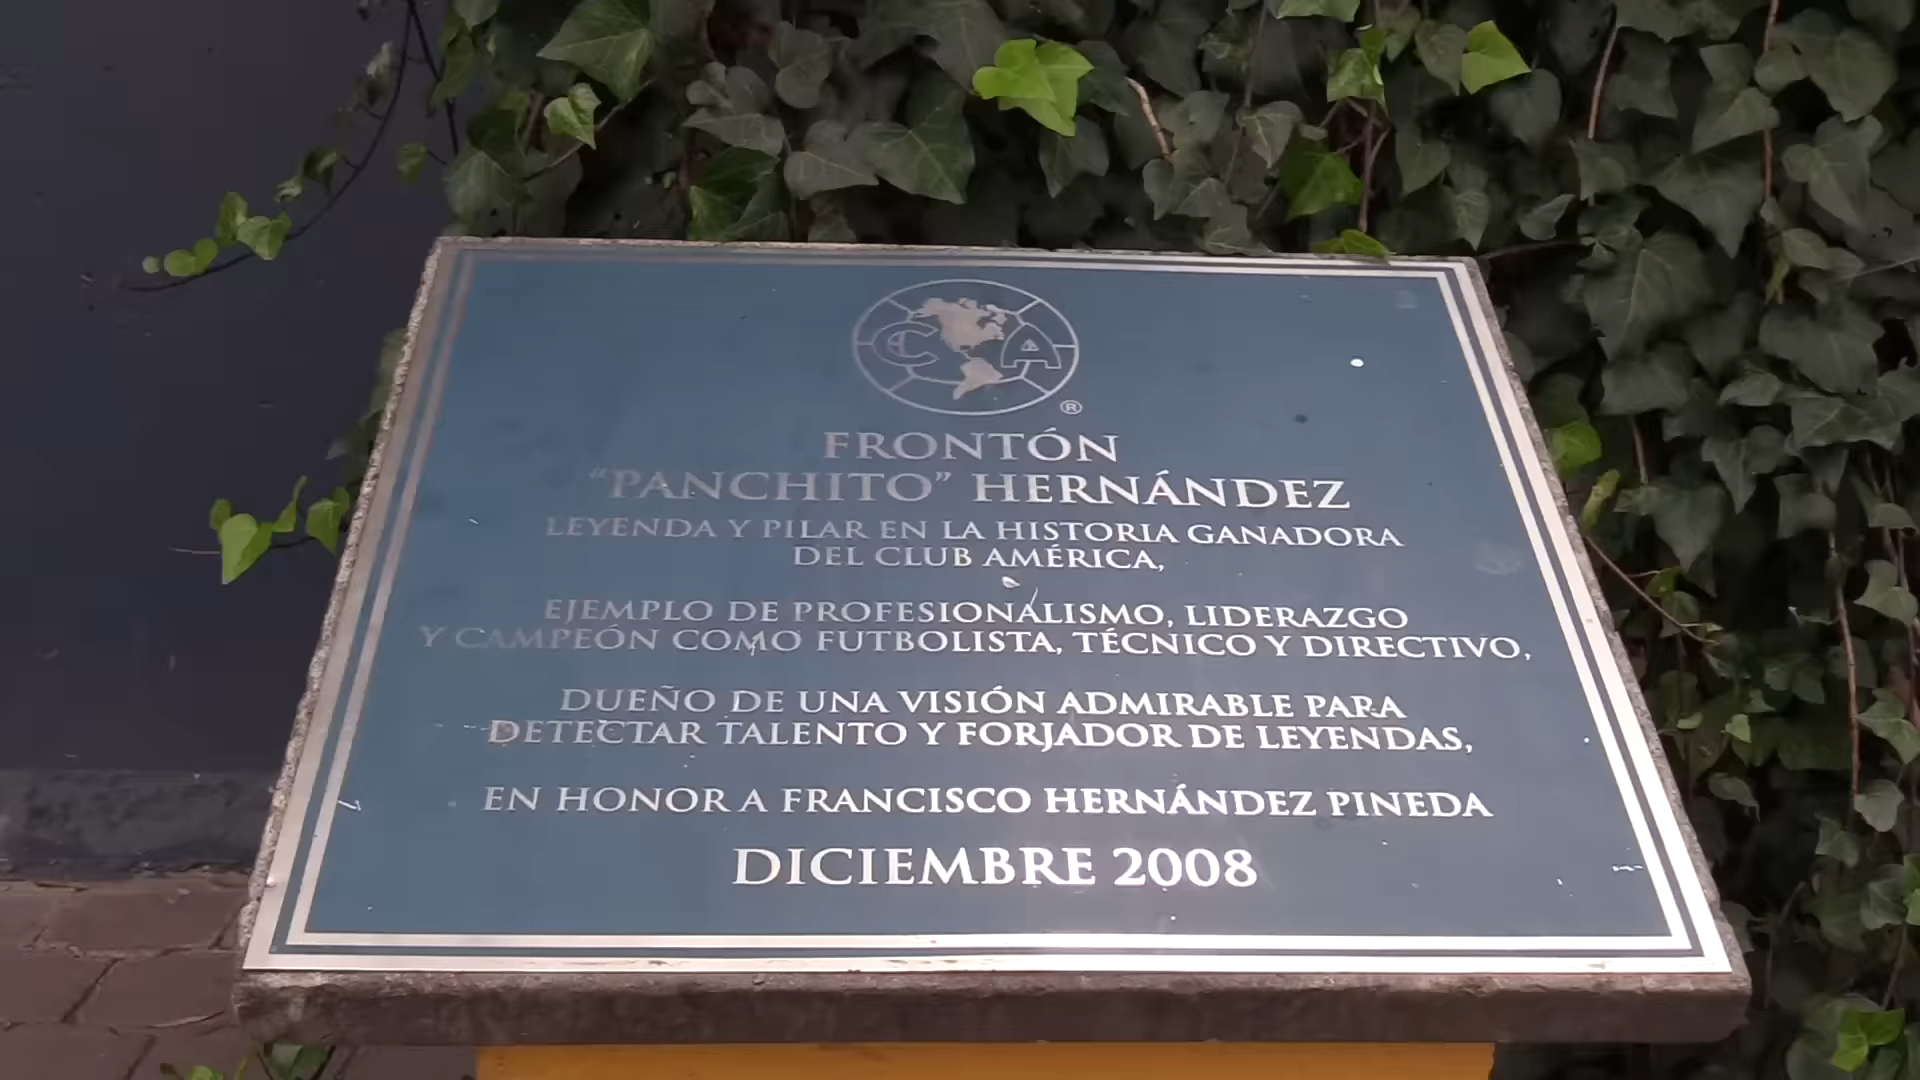 CA
®
FRONTÓN
“PANCHITO” HERNÁNDEZ
LEYENDA Y PILAR EN LA HISTORIA GANADORA
DEL CLUB AMÉRICA,
EJEMPLO DE PROFESIONALISMO, LIDERAZGO
Y CAMPEÓN COMO FUTBOLISTA, TÉCNICO Y DIRECTIVO,
DUEÑO DE UNA VISIÓN ADMIRABLE PARA
DETECTAR TALENTO Y FORJADOR DE LEYENDAS,
EN HONOR A FRANCISCO HERNÁNDEZ PINEDA
DICIEMBRE 2008